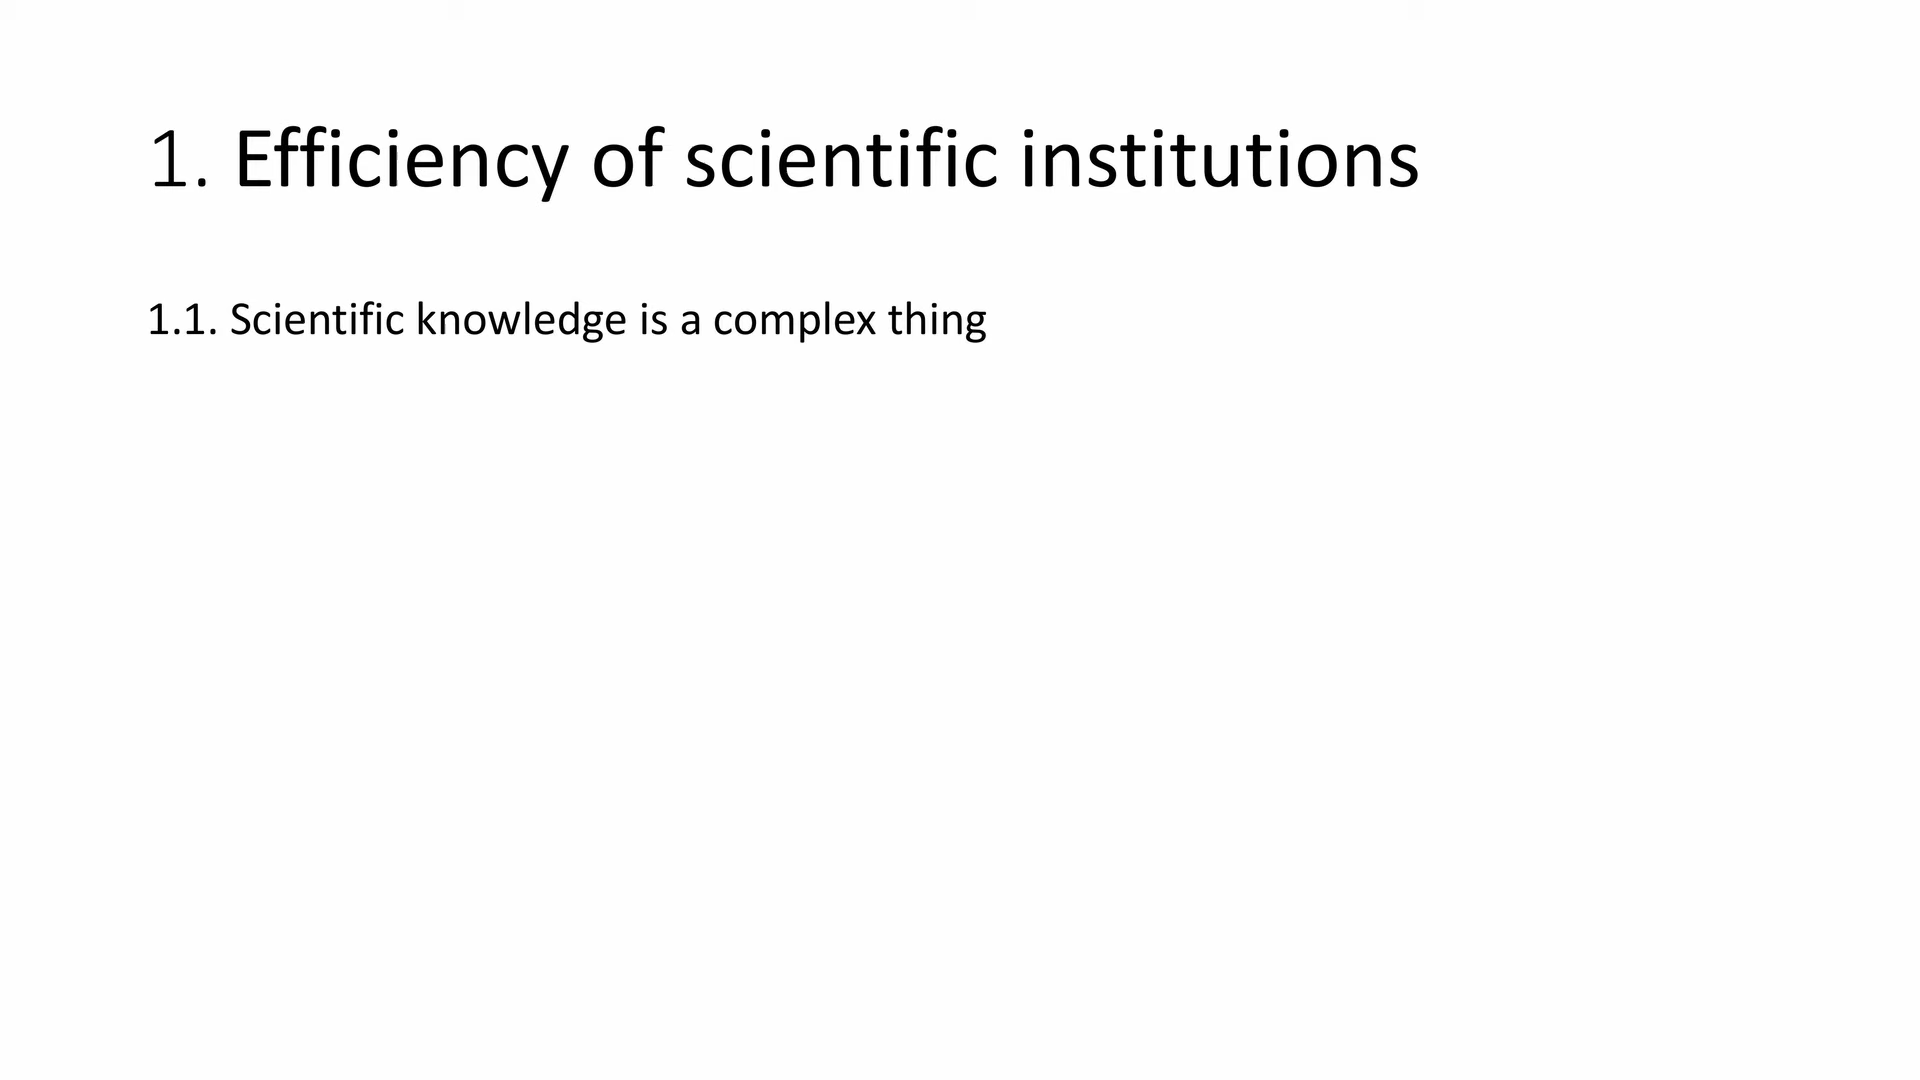 1. Efficiency of scientific institutions
1.1. Scientific knowledge is a complex thing